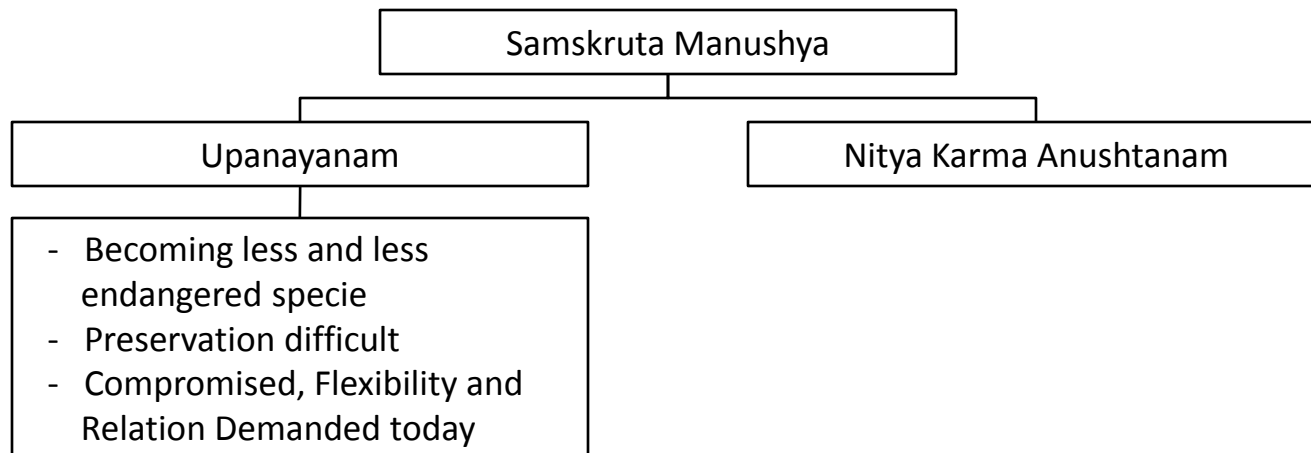 Samskruta Manushya
Upanayanam
Nitya Karma Anushtanam
- Becoming less and less
endangered specie
- Preservation difficult
- Compromised, Flexibility and
Relation Demanded today